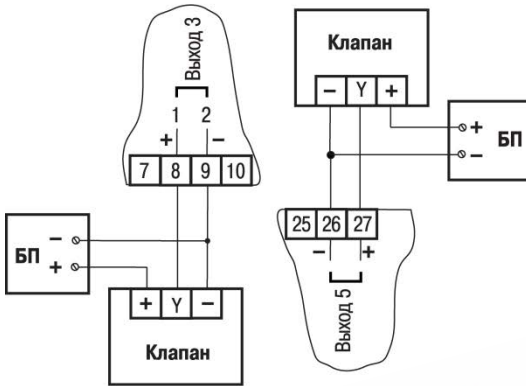 Выход 3
1 2
+ −
7 8 9 10
БП
−
+
+ Y −
Клапан
Клапан
− Y +
+
−
БП
25 26 27
− +
Выход 5